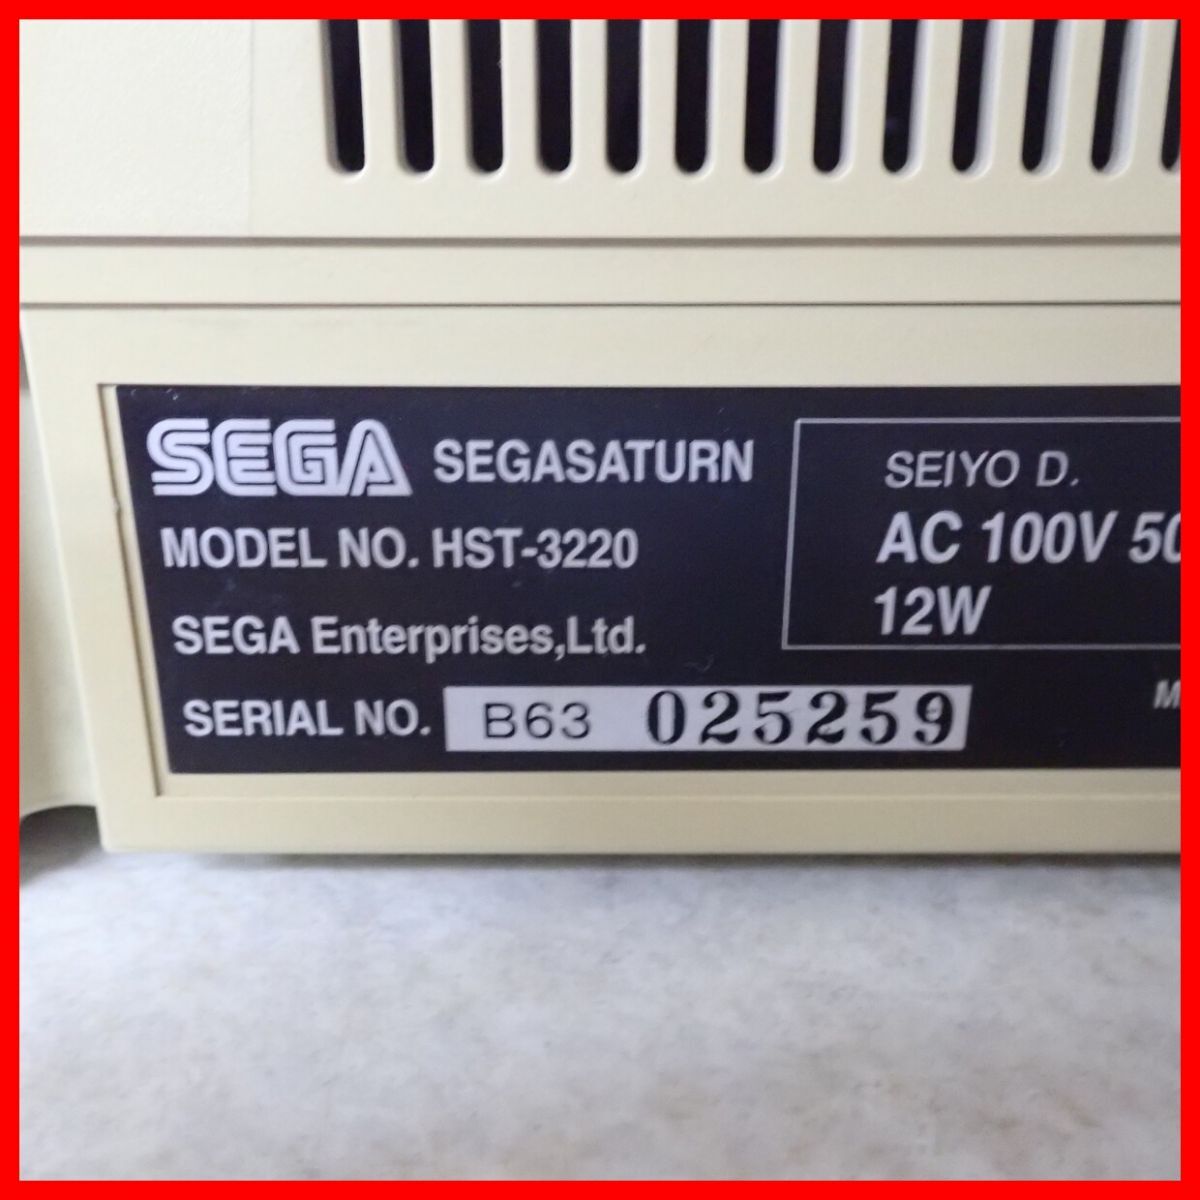 SEGA SEGASATURN
MODEL NO. HST-3220
SEGA Enterprises,Ltd.
SERIAL NO. B63 025259
SEIYO D.
AC 100V 50
12W
M